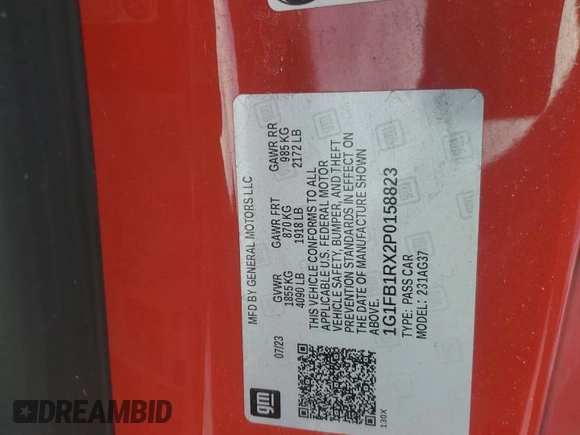 MFD BY GENERAL MOTORS LLC
07/23
GVWR
1855 KG
4090 LB
GAWR FRT
870 KG
1918 LB
GAWR RR
985 KG
2172 LB
THIS VEHICLE CONFORMS TO ALL
APPLICABLE U.S. FEDERAL MOTOR
VEHICLE SAFETY, BUMPER, AND THEFT
PREVENTION STANDARDS IN EFFECT ON
THE DATE OF MANUFACTURE SHOWN
ABOVE.
1G1FB1RX2P0158823
TYPE: PASS CAR
MODEL: 231AG37
gm
130X
DREAMBID